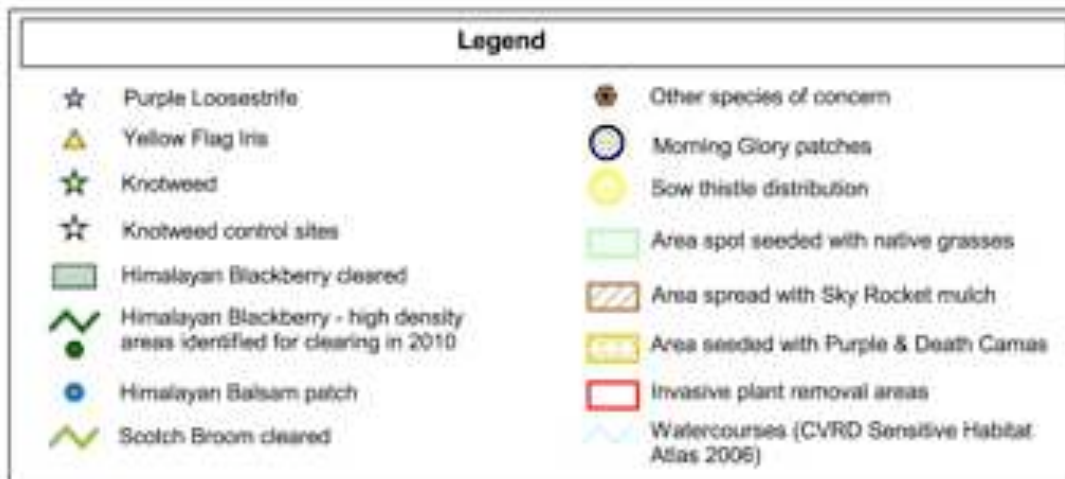 Legend
Purple Loosestrife
Yellow Flag Iris
Knotweed
Knotweed control sites
Himalayan Blackberry cleared
Himalayan Blackberry - high density
areas identified for clearing in 2010
Himalayan Balsam patch
Scotch Broom cleared
Other species of concern
Morning Glory patches
Sow thistle distribution
Area spot seeded with native grasses
Area spread with Sky Rocket mulch
Area seeded with Purple & Death Camas
Invasive plant removal areas
Watercourses (CVRD Sensitive Habitat
Atlas 2006)